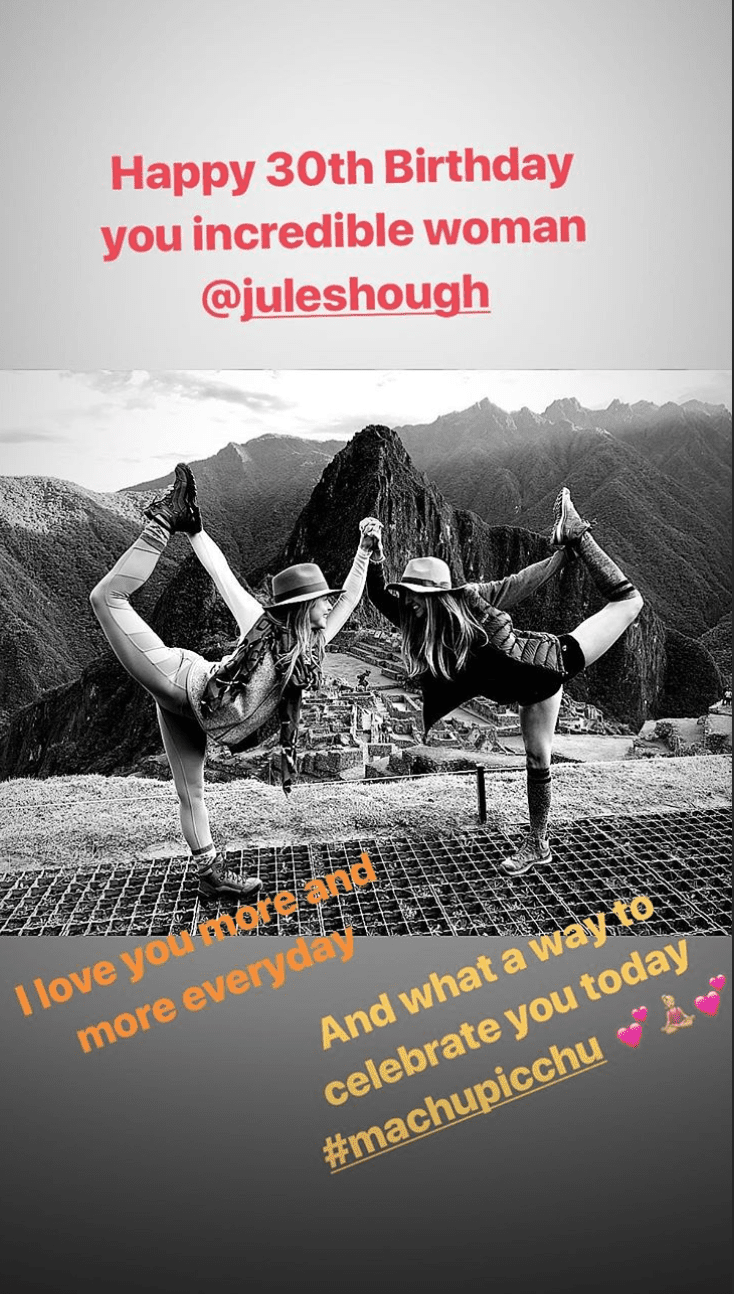 Happy 30th Birthday
you incredible woman
@juleshough
I love you more and
more everyday
And what a way to
celebrate you today
#machupicchu 💕🧘🏼‍♀️💕